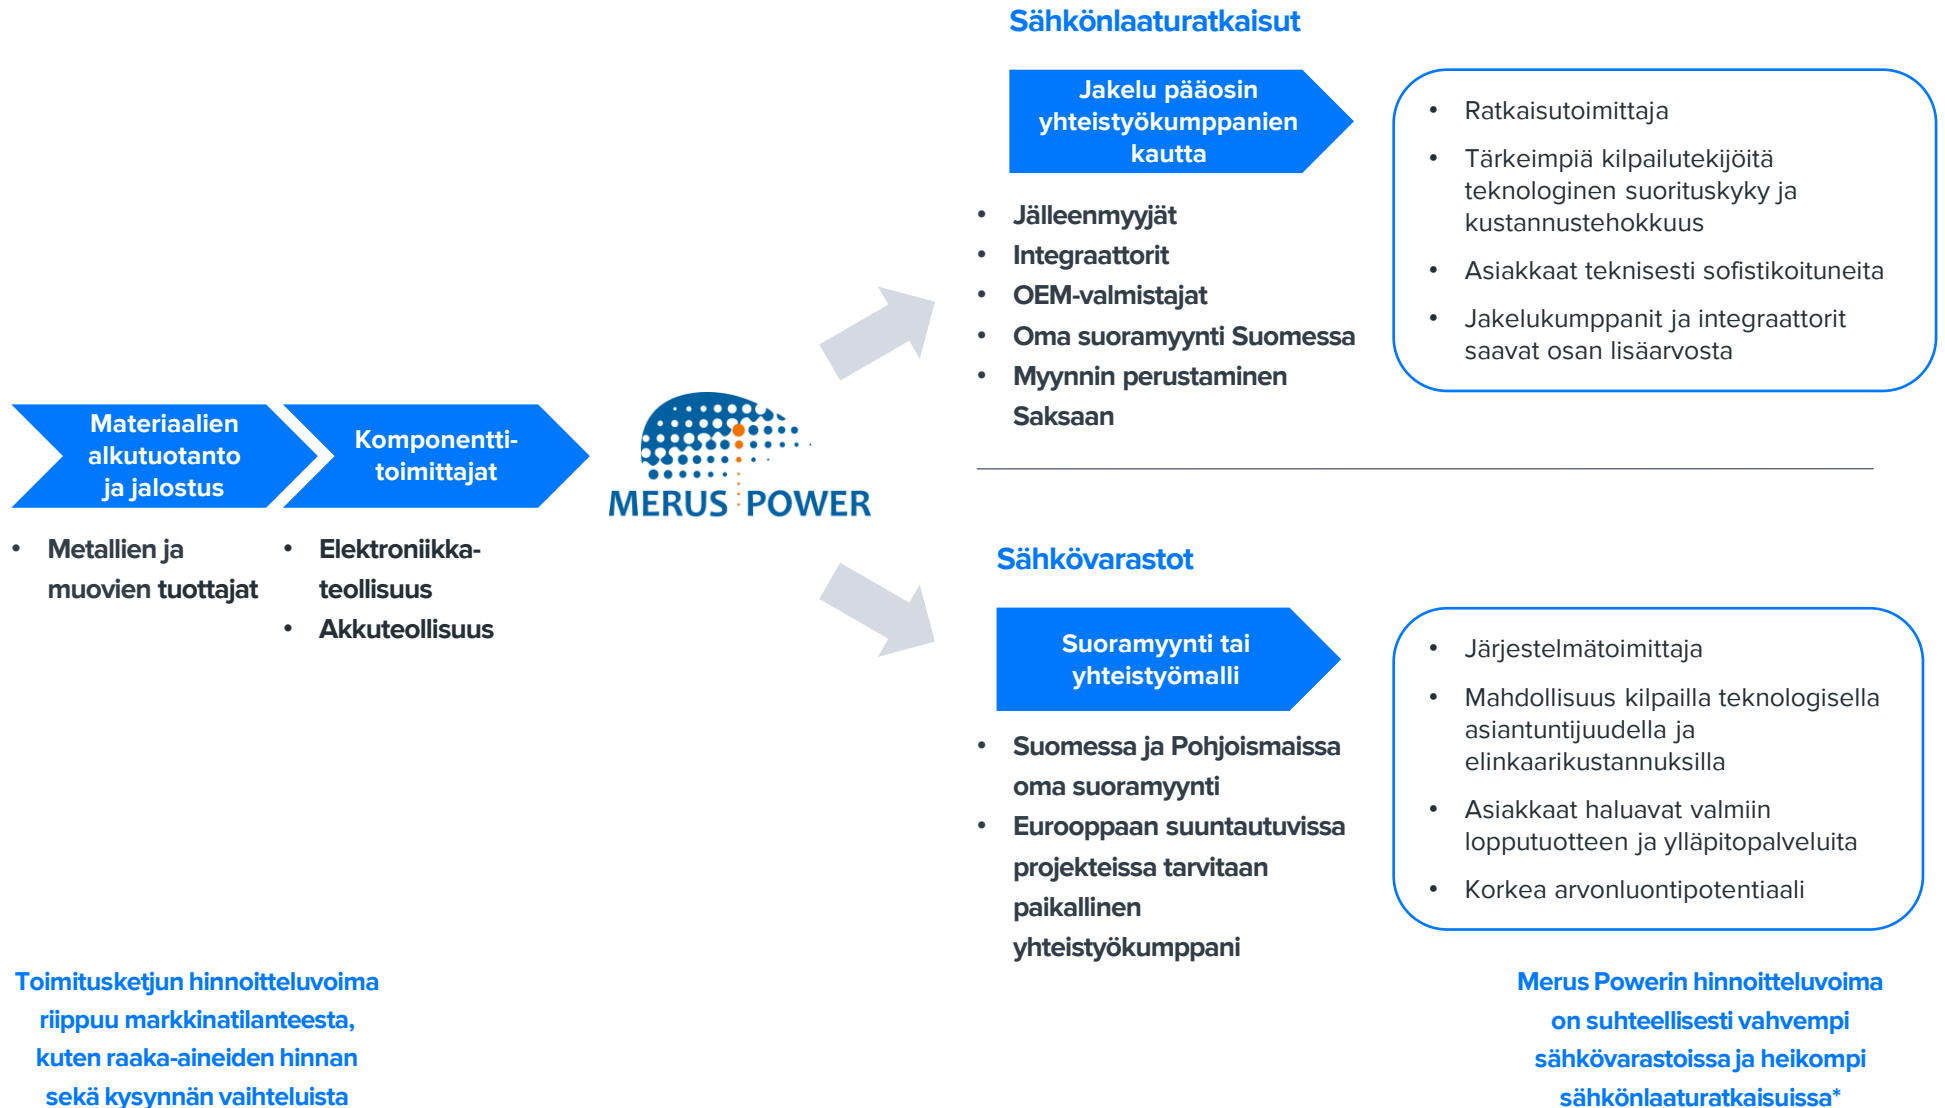 Sähkönlaaturatkaisut
Jakelu pääosin
yhteistyökumppanien
kautta
• Jälleenmyyjät
• Integraattorit
• OEM-valmistajat
• Oma suoramyynti Suomessa
• Myynnin perustaminen
Saksaan
• Ratkaisutoimittaja
• Tärkeimpiä kilpailutekijöitä
teknologinen suorituskyky ja
kustannustehokkuus
• Asiakkaat teknisesti sofistikoituneita
• Jakelukumppanit ja integraattorit
saavat osan lisäarvosta
Materiaalien
alkutuotanto
ja jalostus
• Metallien ja
muovien tuottajat
Komponentti-
toimittajat
• Elektroniikka-
teollisuus
• Akkuteollisuus
MERUS POWER
Sähkövarastot
Suoramyynti tai
yhteistyömalli
• Suomessa ja Pohjoismaissa
oma suoramyynti
• Eurooppaan suuntautuvissa
projekteissa tarvitaan
paikallinen
yhteistyökumppani
• Järjestelmätoimittaja
• Mahdollisuus kilpailla teknologisella
asiantuntijuudella ja
elinkaarikustannuksilla
• Asiakkaat haluavat valmiin
lopputuotteen ja ylläpitopalveluita
• Korkea arvonluontipotentiaali
Toimitusketjun hinnoitteluvoima
riippuu markkinatilanteesta,
kuten raaka-aineiden hinnan
sekä kysynnän vaihteluista
Merus Powerin hinnoitteluvoima
on suhteellisesti vahvempi
sähkövarastoissa ja heikompi
sähkönlaaturatkaisuissa*